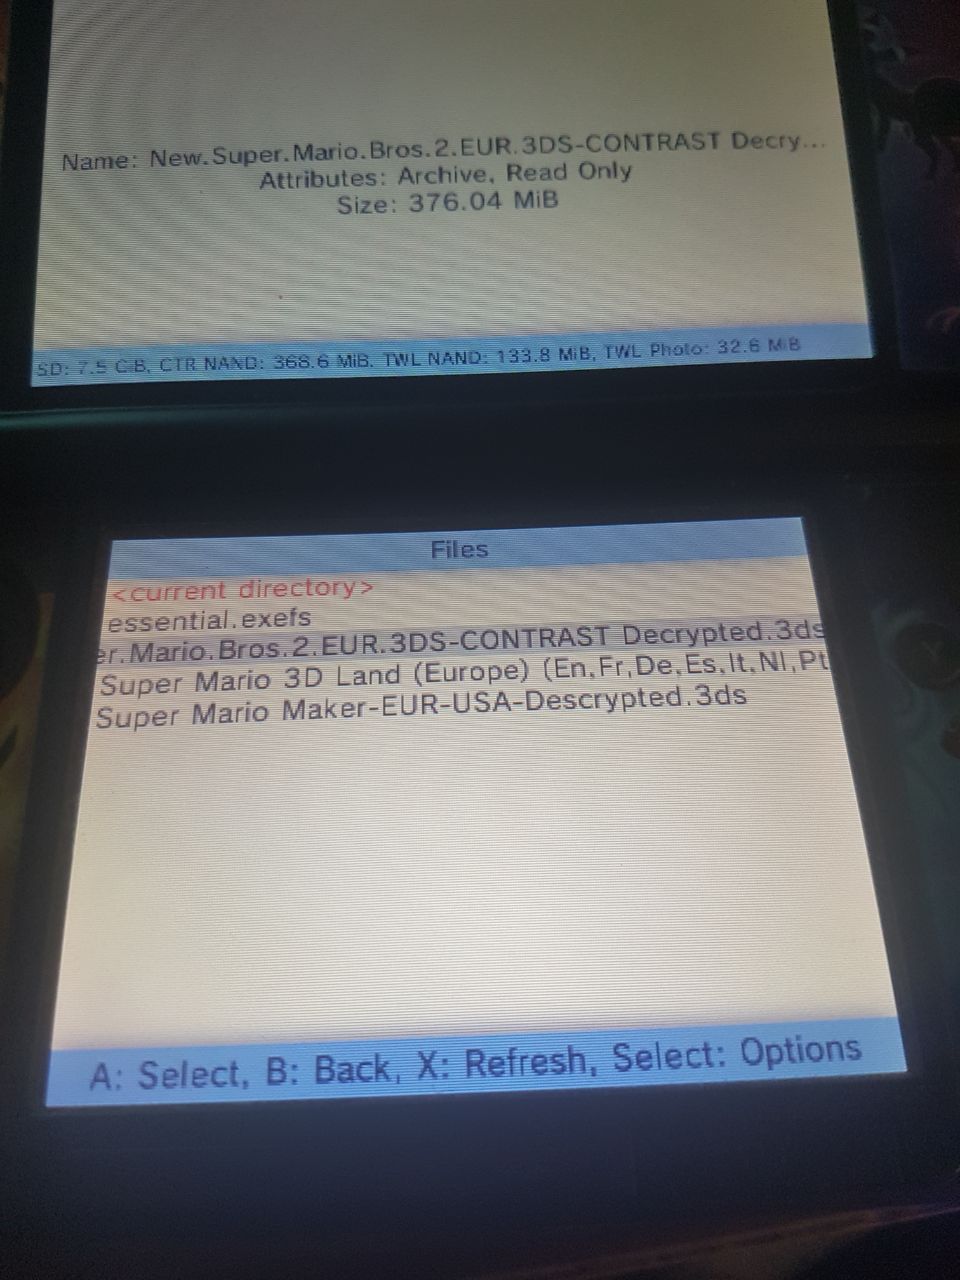 Name: New.Super.Mario.Bros.2.EUR.3DS-CONTRAST Decry...
Attributes: Archive, Read Only
Size: 376.04 MiB
SD: 7.5 GiB, CTR NAND: 368.6 MiB, TWL NAND: 133.8 MiB, TWL Photo: 32.6 MiB
Files
<current directory>
essential.exefs
er.Mario.Bros.2.EUR.3DS-CONTRAST Decrypted.3ds
Super Mario 3D Land (Europe) (En,Fr,De,Es,It,Nl,Pt
Super Mario Maker-EUR-USA-Descrypted.3ds
A: Select, B: Back, X: Refresh, Select: Options